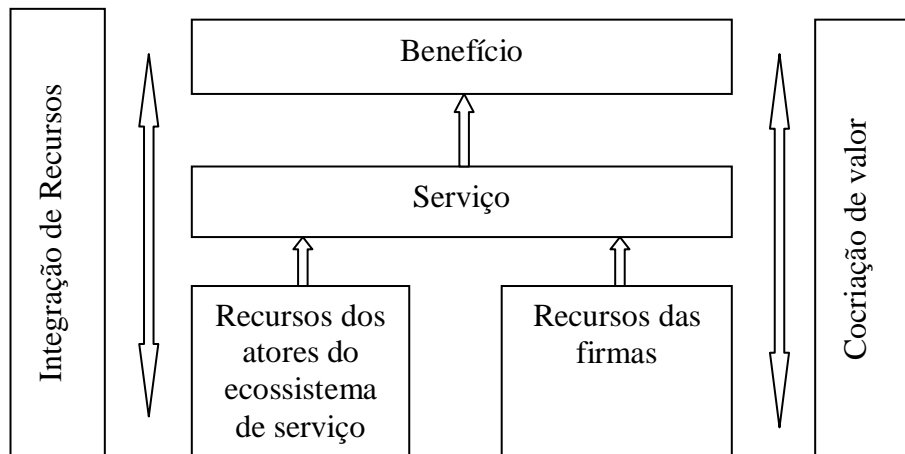 Integração de Recursos
Benefício
Serviço
Recursos dos
atores do
ecossistema
de serviço
Recursos das
firmas
Cocriação de valor